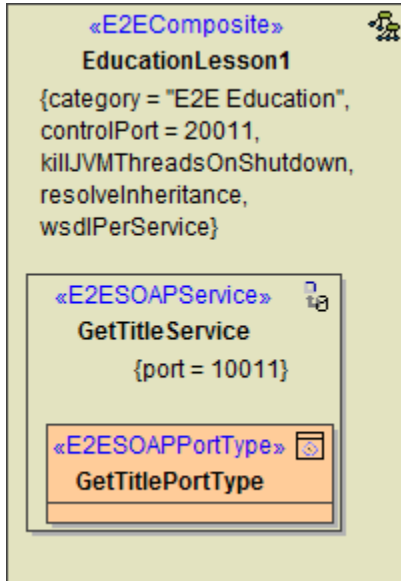 «E2EComposite»
EducationLesson1
{category = "E2E Education",
controlPort = 20011,
killJVMThreadsOnShutdown,
resolveInheritance,
wsdlPerService}
«E2ESOAPService»
GetTitleService
{port = 10011}
«E2ESOAPPortType»
GetTitlePortType